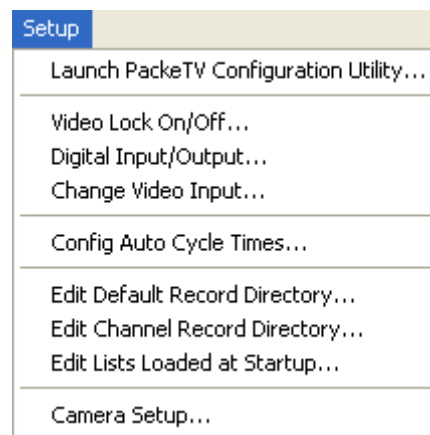 Setup
Launch PackeTV Configuration Utility...
Video Lock On/Off...
Digital Input/Output...
Change Video Input...
Config Auto Cycle Times...
Edit Default Record Directory...
Edit Channel Record Directory...
Edit Lists Loaded at Startup...
Camera Setup...